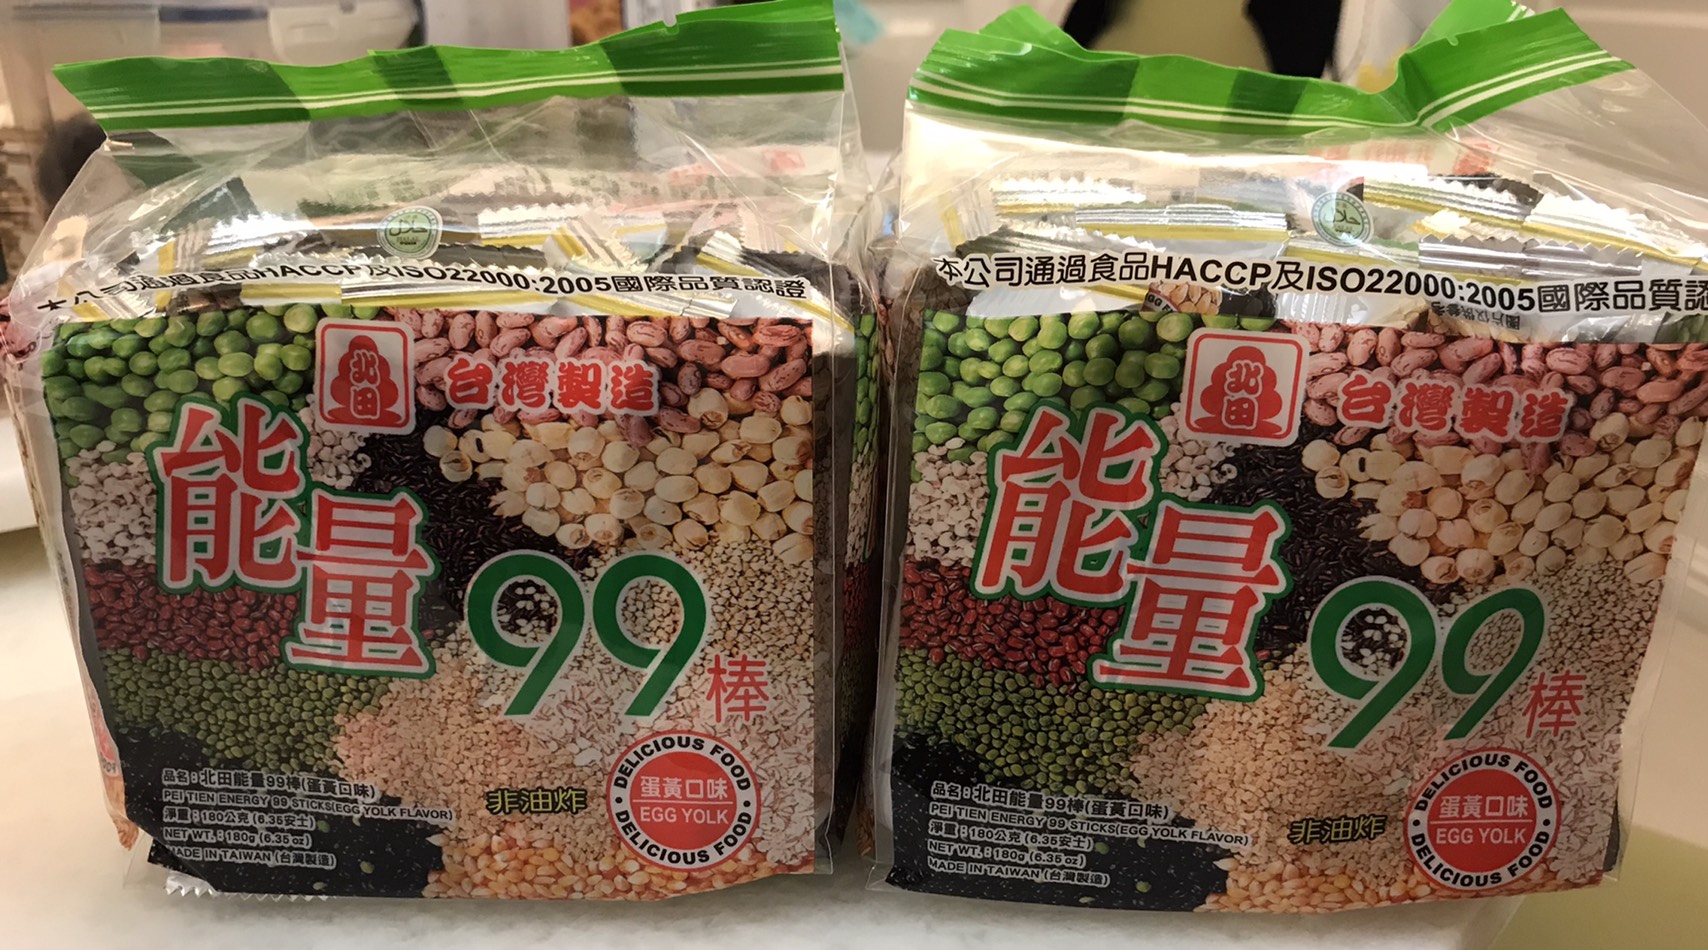 本公司通過食品HACCP及ISO22000:2005國際品質認證
北田
台灣製造
能量99棒
品名:北田能量99棒(蛋黃口味)
PEI TIEN ENERGY 99 STICKS(EGG YOLK FLAVOR)
淨重:180公克(6.35安士)
NET WT.:180g (6.35 oz)
MADE IN TAIWAN (台灣製造)
非油炸
DELICIOUS FOOD
蛋黃口味
EGG YOLK
DELICIOUS FOOD
本公司通過食品HACCP及ISO22000:2005國際品質認
北田
台灣製造
能量99棒
品名:北田能量99棒(蛋黃口味)
PEI TIEN ENERGY 99 STICKS(EGG YOLK FLAVOR)
淨重:180公克(6.35安士)
NET WT.:180g (6.35 oz)
MADE IN TAIWAN (台灣製造)
非油炸
DELICIOUS FOOD
蛋黃口味
EGG YOLK
DELICIOUS FOOD